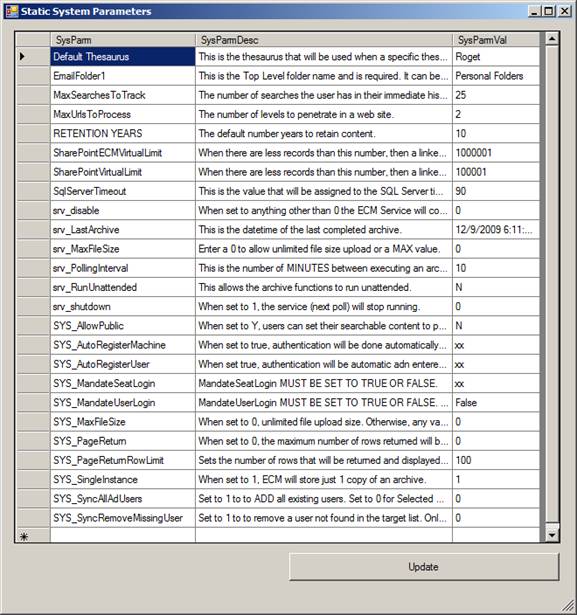 Static System Parameters
SysParm SysParmDesc SysParmVal
Default Thesaurus This is the thesaurus that will be used when a specific thes... Roget
EmailFolder1 This is the Top Level folder name and is required. It can be... Personal Folders
MaxSearchesToTrack The number of searches the user has in their immediate his... 25
MaxUrlsToProcess The number of levels to penetrate in a web site. 2
RETENTION YEARS The default number years to retain content. 10
SharePointECMVirtualLimit When there are less records than this number, then a linke... 1000001
SharePointVirtualLimit When there are less records than this number, then a linke... 100001
SqlServerTimeout This is the value that will be assigned to the SQL Server ti... 90
srv_disable When set to anything other than 0 the ECM Service will co... 0
srv_LastArchive This is the datetime of the last completed archive. 12/9/2009 6:11:...
srv_MaxFileSize Enter a 0 to allow unlimited file size upload or a MAX value. 0
srv_PollingInterval This is the number of MINUTES between executing an arc... 10
srv_RunUnattended This allows the archive functions to run unattended. N
srv_shutdown When set to 1, the service (next poll) will stop running. 0
SYS_AllowPublic When set to Y, users can set their searchable content to p... N
SYS_AutoRegisterMachine When set to true, authentication will be done automatically... xx
SYS_AutoRegisterUser When set true, authentication will be automatic adn entere... xx
SYS_MandateSeatLogin MandateSeatLogin MUST BE SET TO TRUE OR FALSE. ... xx
SYS_MandateUserLogin MandateUserLogin MUST BE SET TO TRUE OR FALSE. ... False
SYS_MaxFileSize When set to 0, unlimited file upload size. Otherwise, any va... 0
SYS_PageReturn When set to 0, the maximum number of rows returned will b... 0
SYS_PageReturnRowLimit Sets the number of rows that will be returned and displayed... 100
SYS_SingleInstance When set to 1, ECM will store just 1 copy of an archive. 1
SYS_SyncAllAdUsers Set to 1 to to ADD all existing users. Set to 0 for Selected ... 0
SYS_SyncRemoveMissingUser Set to 1 to to remove a user not found in the target list. Onl... 0
Update